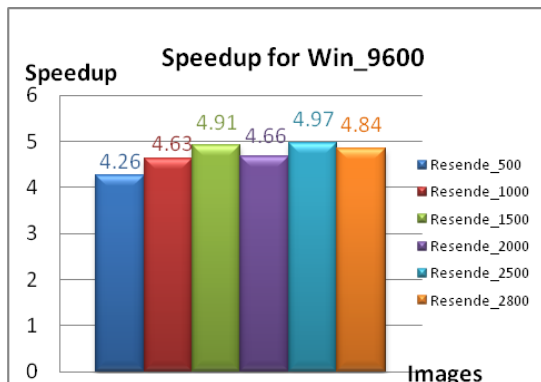 Speedup for Win_9600
Speedup
6
5
4
3
2
1
0
4.26
4.63
4.91
4.66
4.97
4.84
Resende_500
Resende_1000
Resende_1500
Resende_2000
Resende_2500
Resende_2800
Images